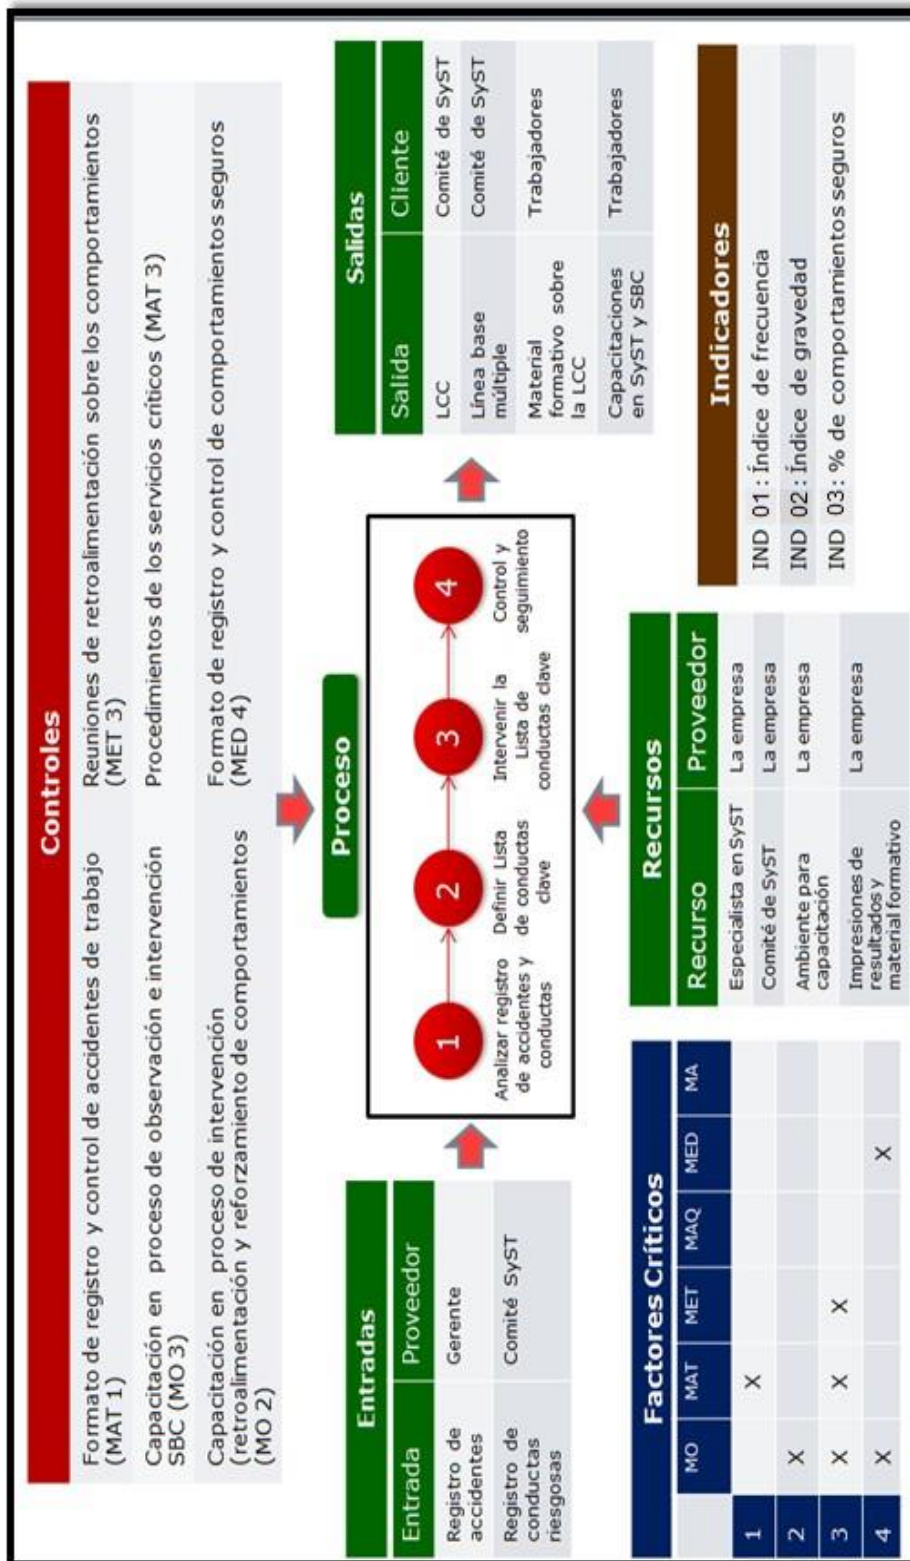 Controles
Formato de registro y control de accidentes de trabajo
(MAT 1)
Reuniones de retroalimentación sobre los comportamientos
(MET 3)
Capacitación en proceso de observación e intervención
SBC (MO 3)
Procedimientos de los servicios críticos (MAT 3)
Capacitación en proceso de intervención
(retroalimentación y reforzamiento de comportamientos
(MO 2)
Formato de registro y control de comportamientos seguros
(MED 4)
Entradas
Entrada Proveedor
Registro de
accidentes
Gerente
Registro de
conductas
riesgosas
Comité SyST
Proceso
1
2
3
4
Analizar registro
de accidentes y
conductas
Definir Lista
de conductas
clave
Intervenir la
Lista de
conductas clave
Control y
seguimiento
Salidas
Salida Cliente
LCC Comité de SyST
Línea base
múltiple
Comité de SyST
Material
formativo sobre
la LCC
Trabajadores
Capacitaciones
en SyST y SBC
Trabajadores
Factores Críticos
MO MAT MET MAQ MED MA
1 X
2 X
3 X X X
4 X X
Recursos
Recurso Proveedor
Especialista en SyST La empresa
Comité de SyST La empresa
Ambiente para
capacitación
La empresa
Impresiones de
resultados y
material formativo
La empresa
Indicadores
IND 01: Índice de frecuencia
IND 02: Índice de gravedad
IND 03: % de comportamientos seguros